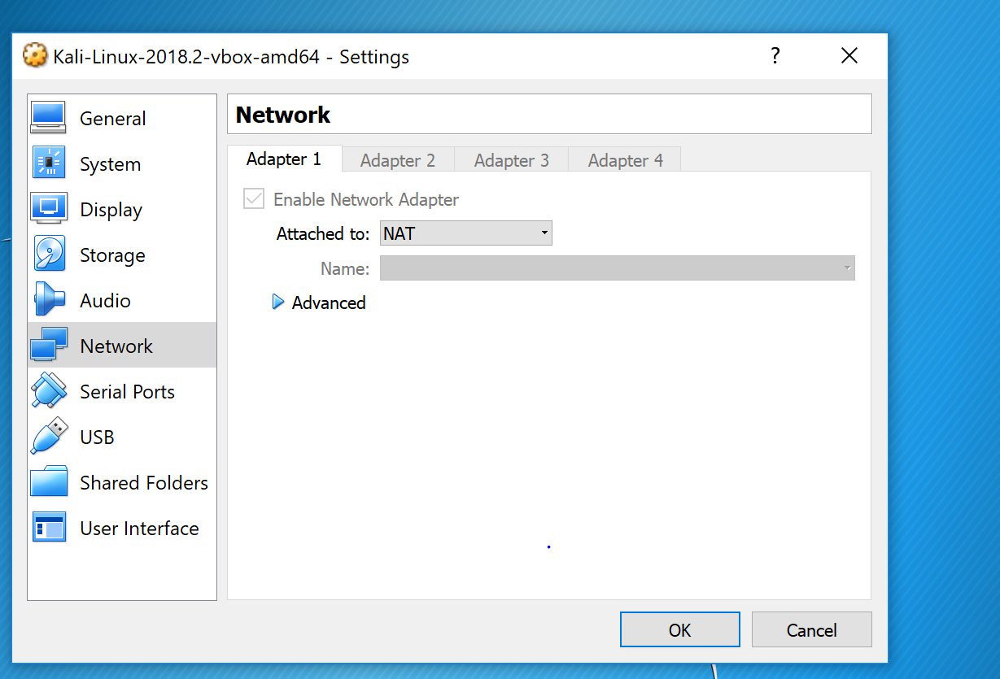 Kali-Linux-2018.2-vbox-amd64 - Settings
?
General
System
Display
Storage
Audio
Network
Serial Ports
USB
Shared Folders
User Interface
Network
Adapter 1
Adapter 2
Adapter 3
Adapter 4
Enable Network Adapter
Attached to: NAT
Name:
Advanced
OK
Cancel